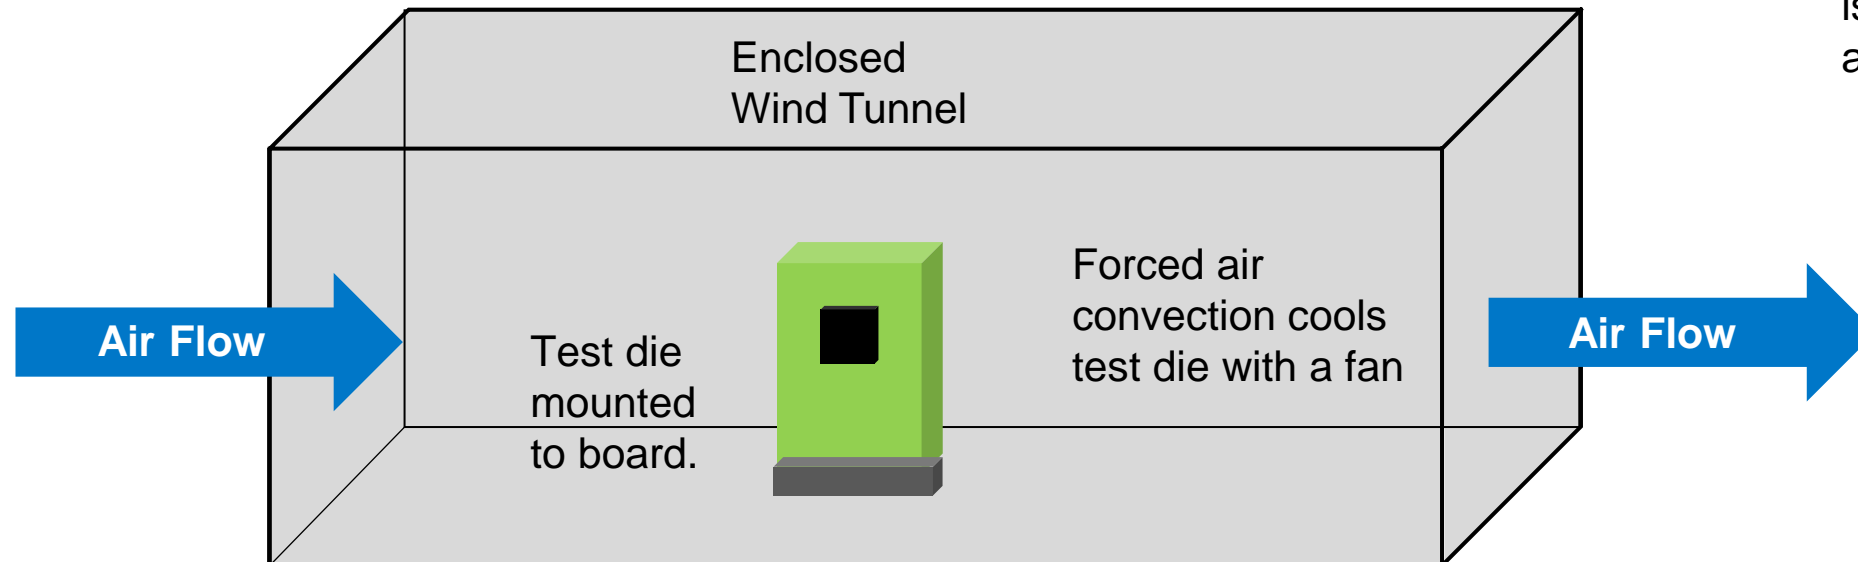 Enclosed
Wind Tunnel
Air Flow
Test die
mounted
to board.
Forced air
convection cools
test die with a fan
Air Flow